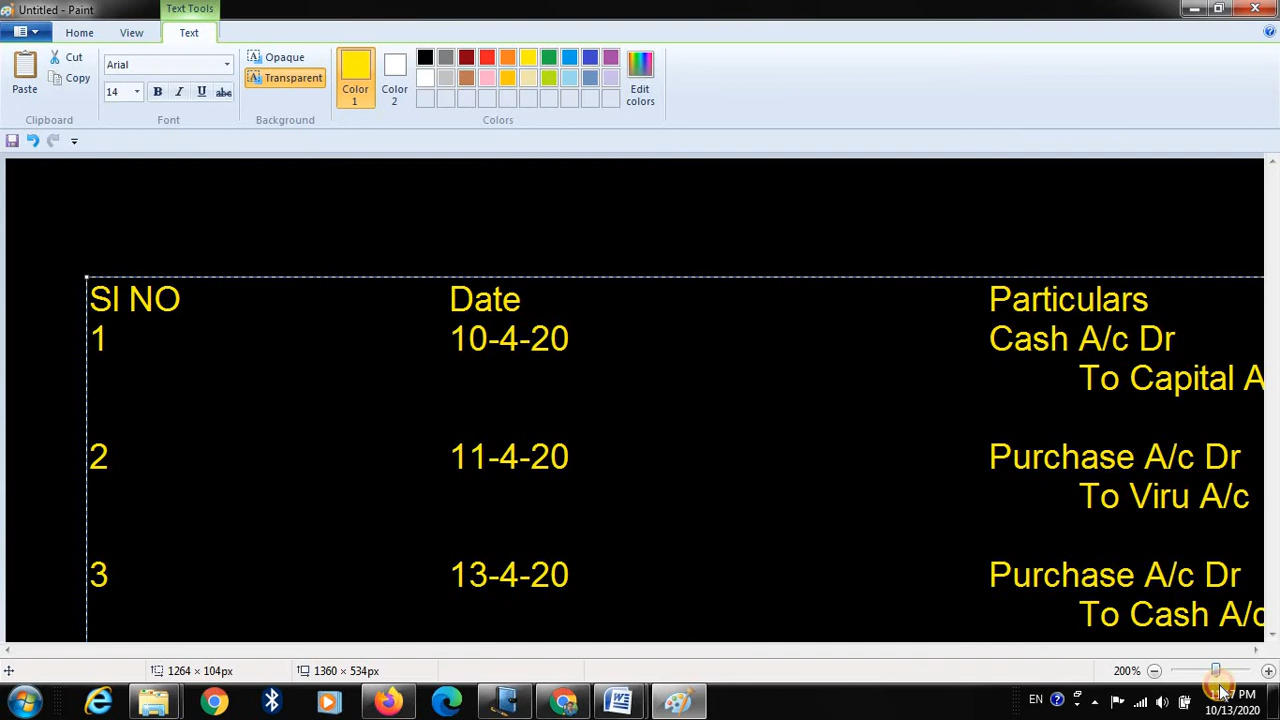 Untitled - Paint
Text Tools
Home View Text
Paste
Cut
Copy
Clipboard
Arial
14 B I U abc
Font
Opaque
Transparent
Background
Color 1
Color 2
Edit colors
Colors
SI NO Date Particulars
1 10-4-20 Cash A/c Dr
To Capital A
2 11-4-20 Purchase A/c Dr
To Viru A/c
3 13-4-20 Purchase A/c Dr
To Cash A/c
1264 × 104px 1360 × 534px 200%
EN PM
10/13/2020